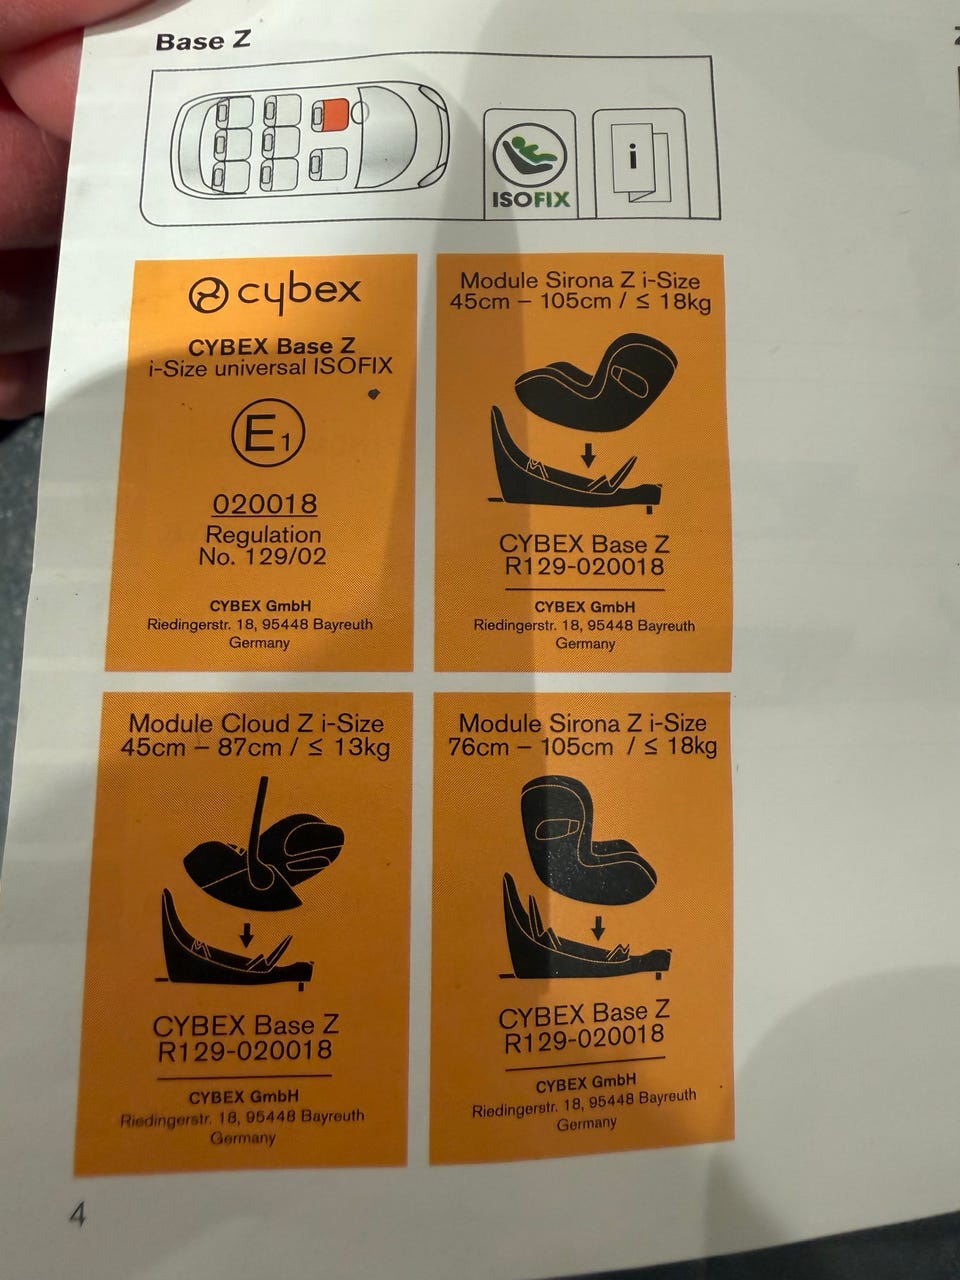 Base Z
ISOFIX
i
cybex
CYBEX Base Z
i-Size universal ISOFIX
E1
020018
Regulation
No. 129/02
CYBEX GmbH
Riedingerstr. 18, 95448 Bayreuth
Germany
Module Sirona Z i-Size
45cm – 105cm / ≤ 18kg
CYBEX Base Z
R129-020018
CYBEX GmbH
Riedingerstr. 18, 95448 Bayreuth
Germany
Module Cloud Z i-Size
45cm – 87cm / ≤ 13kg
CYBEX Base Z
R129-020018
CYBEX GmbH
Riedingerstr. 18, 95448 Bayreuth
Germany
Module Sirona Z i-Size
76cm – 105cm / ≤ 18kg
CYBEX Base Z
R129-020018
CYBEX GmbH
Riedingerstr. 18, 95448 Bayreuth
Germany
4